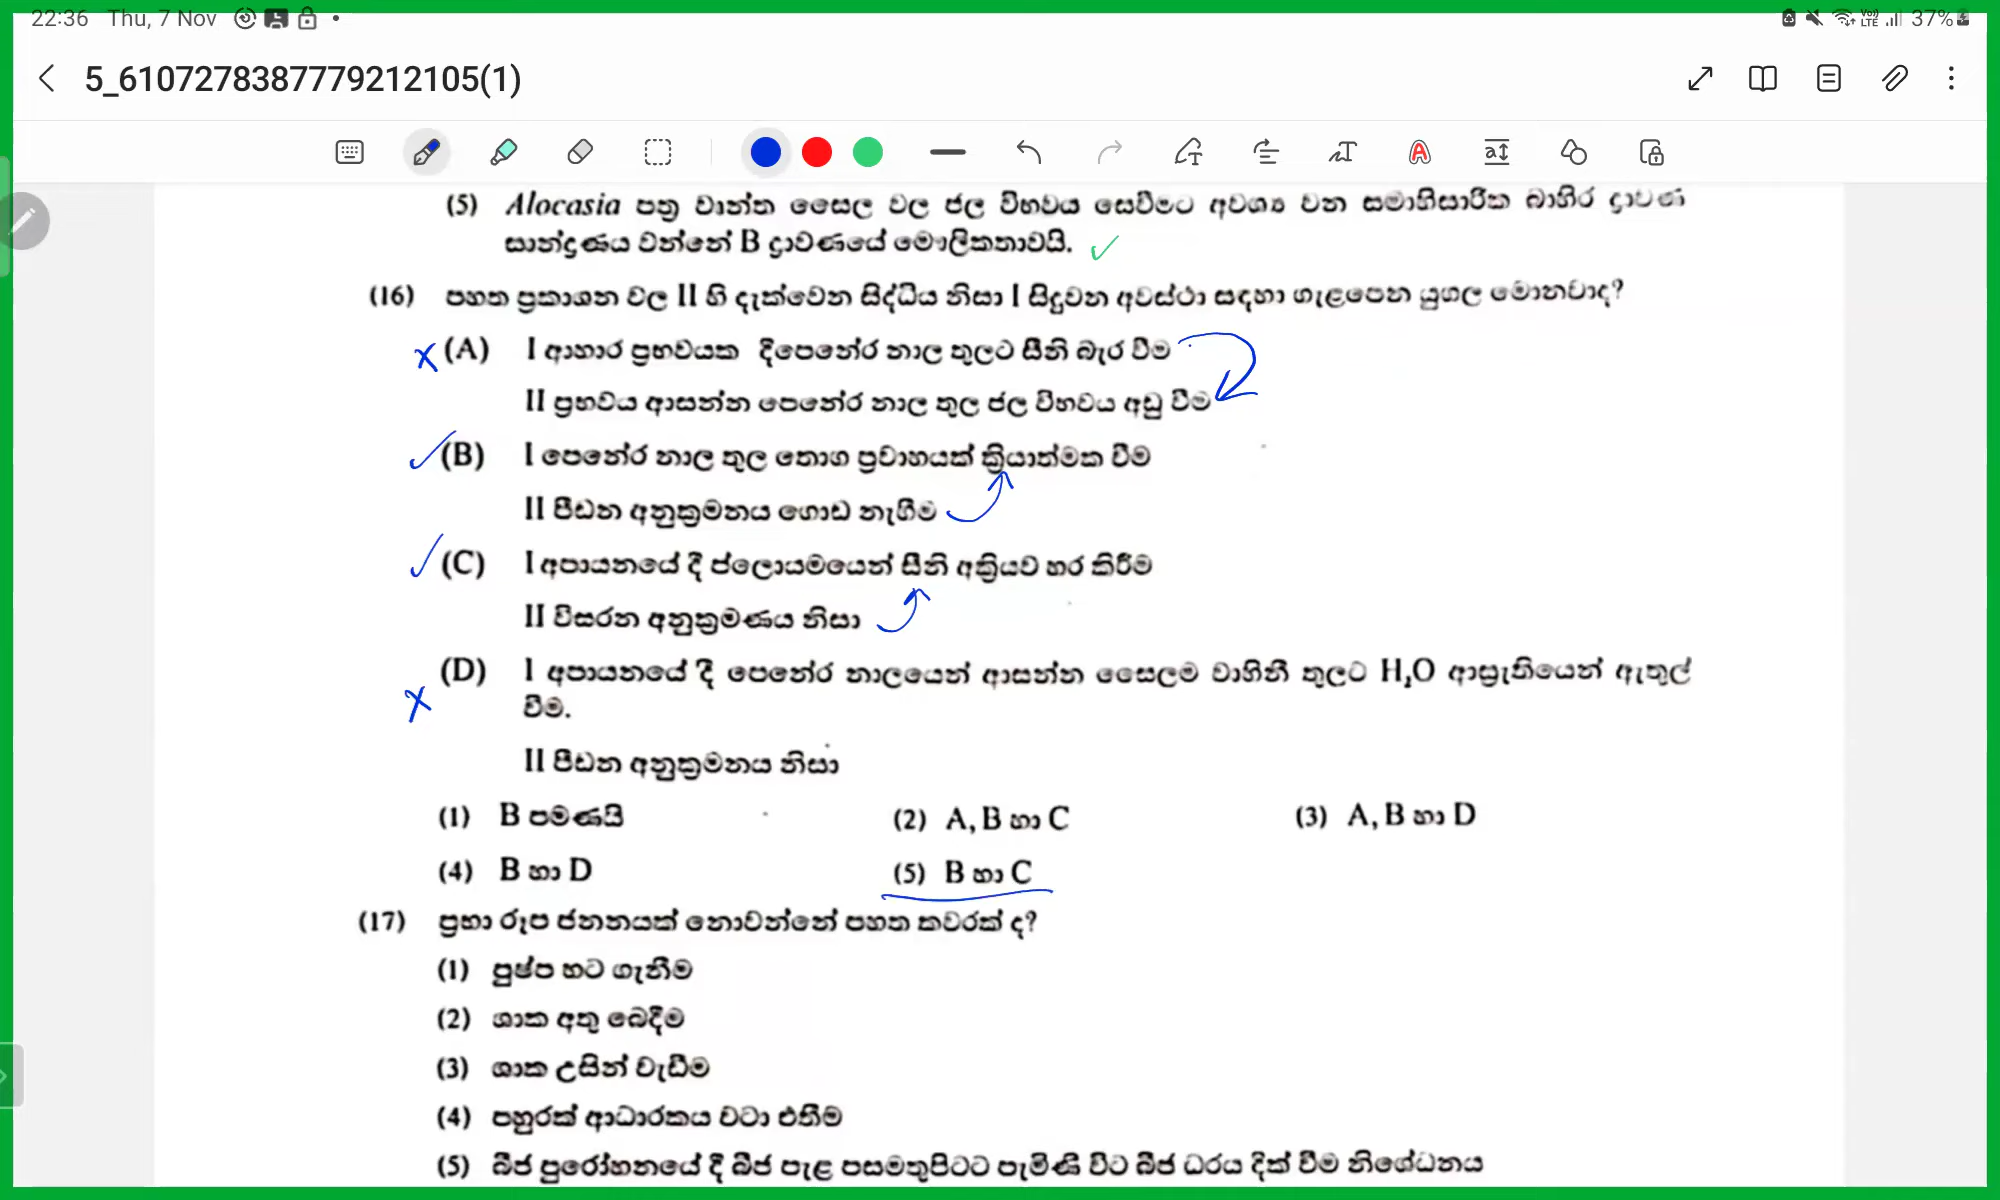 22:36 Thu, 7 Nov
37%
5_6107278387779212105(1)
(5) Alocasia පත්‍ර වෘන්ත සෛල වල ජල විභවය සෙවීමට අවශ්‍ය වන සමාභිසාරික බාහිර ද්‍රාවණ
සාන්ද්‍රණය වන්නේ B ද්‍රාවණයේ මෞලිකතාවයි. ✓
(16) පහත ප්‍රකාශන වල II හි දැක්වෙන සිද්ධිය නිසා I සිදුවන අවස්ථා සඳහා ගැළපෙන යුගල මොනවාද?
x (A) I ආහාර ප්‍රභවයක දීපෙනේර නාල තුලට සීනි බැර වීම
II ප්‍රභවය ආසන්න පෙනේර නාල තුල ජල විභවය අඩු වීම
✓ (B) I පෙනේර නාල තුල තොග ප්‍රවාහයක් ක්‍රියාත්මක වීම
II පීඩන අනුක්‍රමනය ගොඩ නැගීම
✓ (C) I අපායනයේ දී ප්ලොයමයෙන් සීනි අක්‍රියව හර කිරීම
II විසරන අනුක්‍රමණය නිසා
x (D) I අපායනයේ දී පෙනේර නාලයෙන් ආසන්න සෛලම වාහිනී තුලට H₂O ආස්‍රැතියෙන් ඇතුල්
වීම.
II පීඩන අනුක්‍රමනය නිසා
(1) B පමණයි (2) A, B හා C (3) A, B හා D
(4) B හා D (5) B හා C
(17) ප්‍රභා රූප ජනනයක් නොවන්නේ පහත කවරක් ද?
(1) පුෂ්ප හට ගැනීම
(2) ශාක අතු බෙදීම
(3) ශාක උසින් වැඩීම
(4) පහුරක් ආධාරකය වටා එතීම
(5) බීජ පුරෝහනයේ දී බීජ පැළ පසමතුපිටට පැමිණි විට බීජ ධරය දික් වීම නිශේධනය